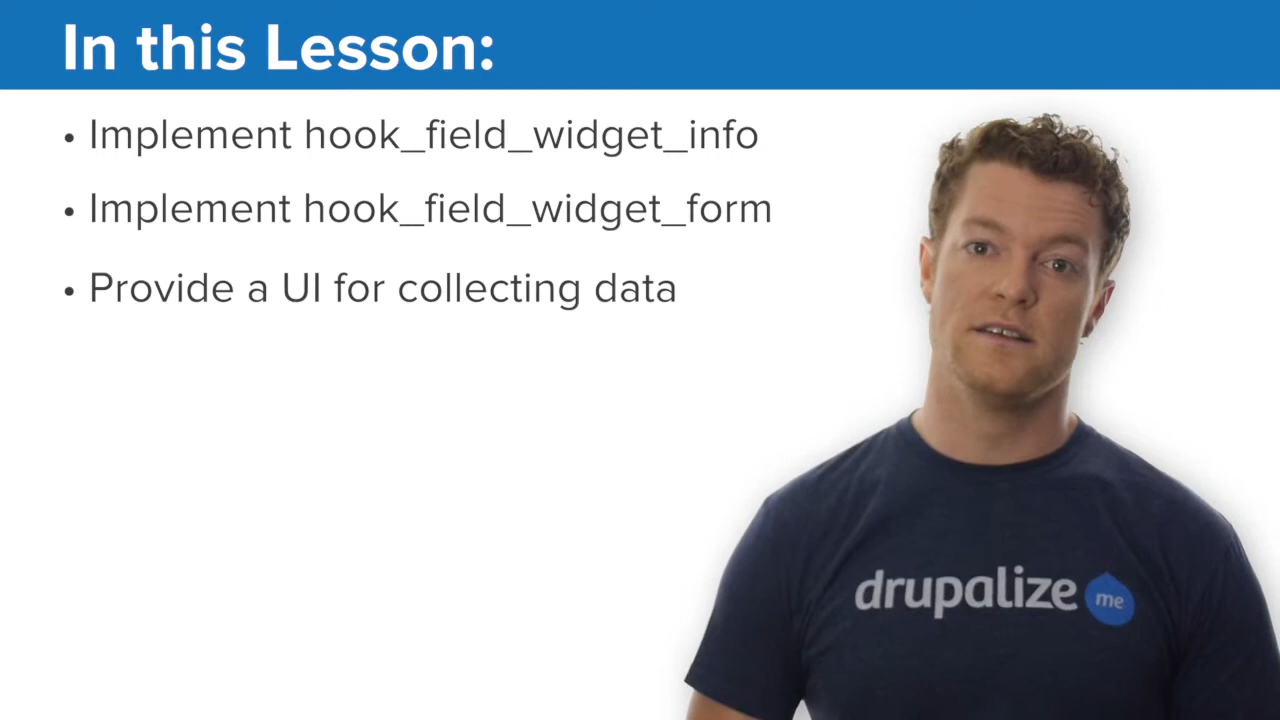 In this Lesson:
• Implement hook_field_widget_info
• Implement hook_field_widget_form
• Provide a UI for collecting data
drupalize me